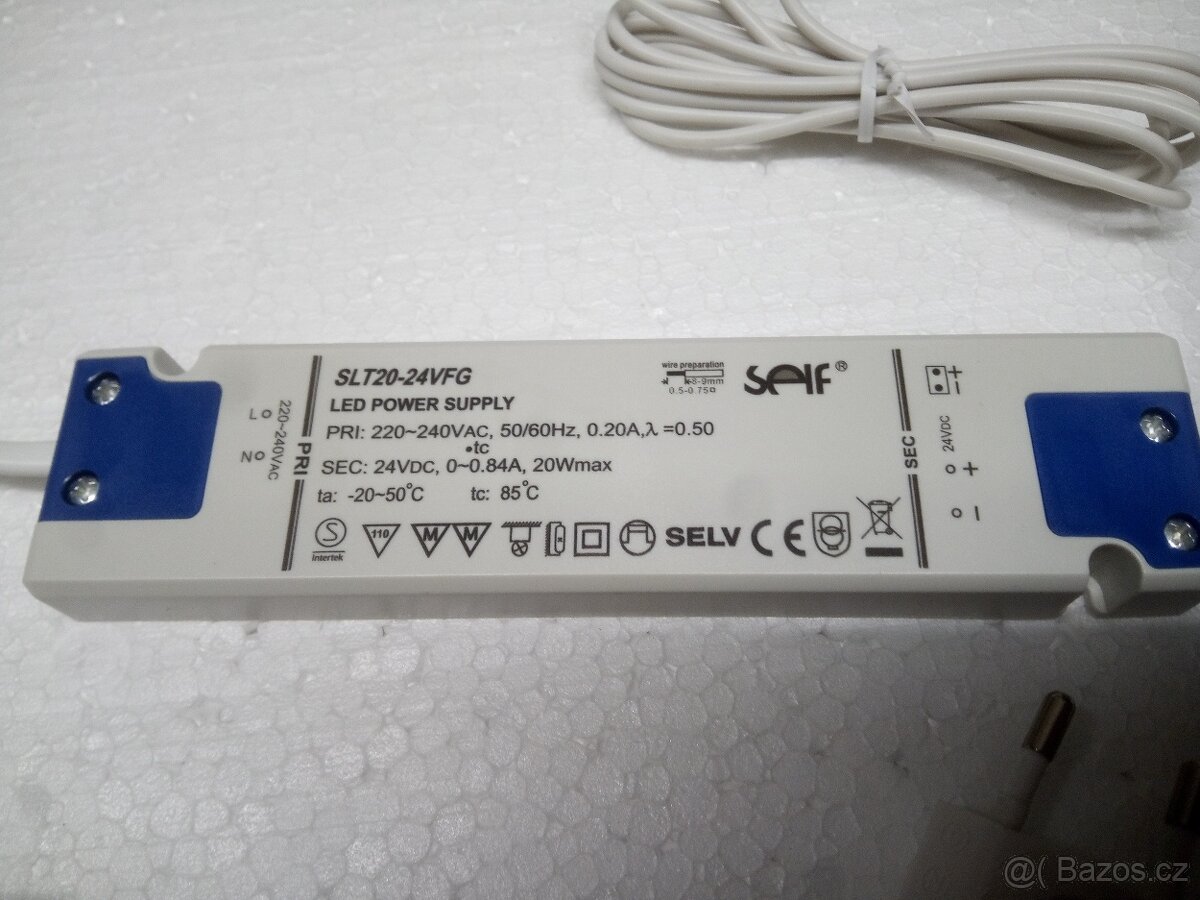 SLT20-24VFG
LED POWER SUPPLY
PRI: 220~240VAC, 50/60Hz, 0.20A,λ=0.50
•tc
SEC: 24VDC, 0~0.84A, 20Wmax
ta: -20~50°C tc: 85°C
Intertek
110
M M
SELV CE
wire preparation
8-9mm
0.5-0.75
SELF®
220~240VAC
L
N
PRI
SEC
24VDC
+
-
+
-
@( Bazos.cz